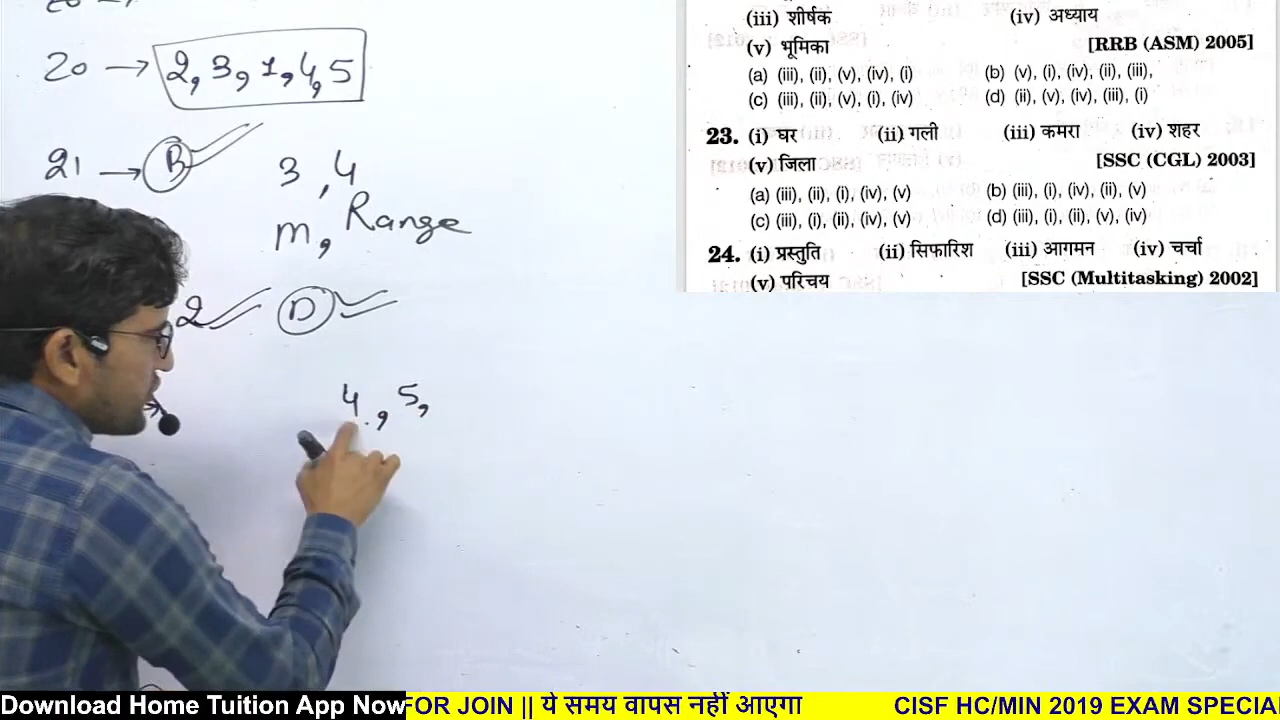 20 → 2, 3, 1, 4, 5
21 → B
3, 4
m, Range
2 D
4, 5,
(iii) शीर्षक (iv) अध्याय
(v) भूमिका [RRB (ASM) 2005]
(a) (iii), (ii), (v), (iv), (i) (b) (v), (i), (iv), (ii), (iii),
(c) (iii), (ii), (v), (i), (iv) (d) (ii), (v), (iv), (iii), (i)
23. (i) घर (ii) गली (iii) कमरा (iv) शहर
(v) जिला [SSC (CGL) 2003]
(a) (iii), (ii), (i), (iv), (v) (b) (iii), (i), (iv), (ii), (v)
(c) (iii), (i), (ii), (iv), (v) (d) (iii), (i), (ii), (v), (iv)
24. (i) प्रस्तुति (ii) सिफारिश (iii) आगमन (iv) चर्चा
(v) परिचय [SSC (Multitasking) 2002]
Download Home Tuition App Now FOR JOIN || ये समय वापस नहीं आएगा CISF HC/MIN 2019 EXAM SPECIA